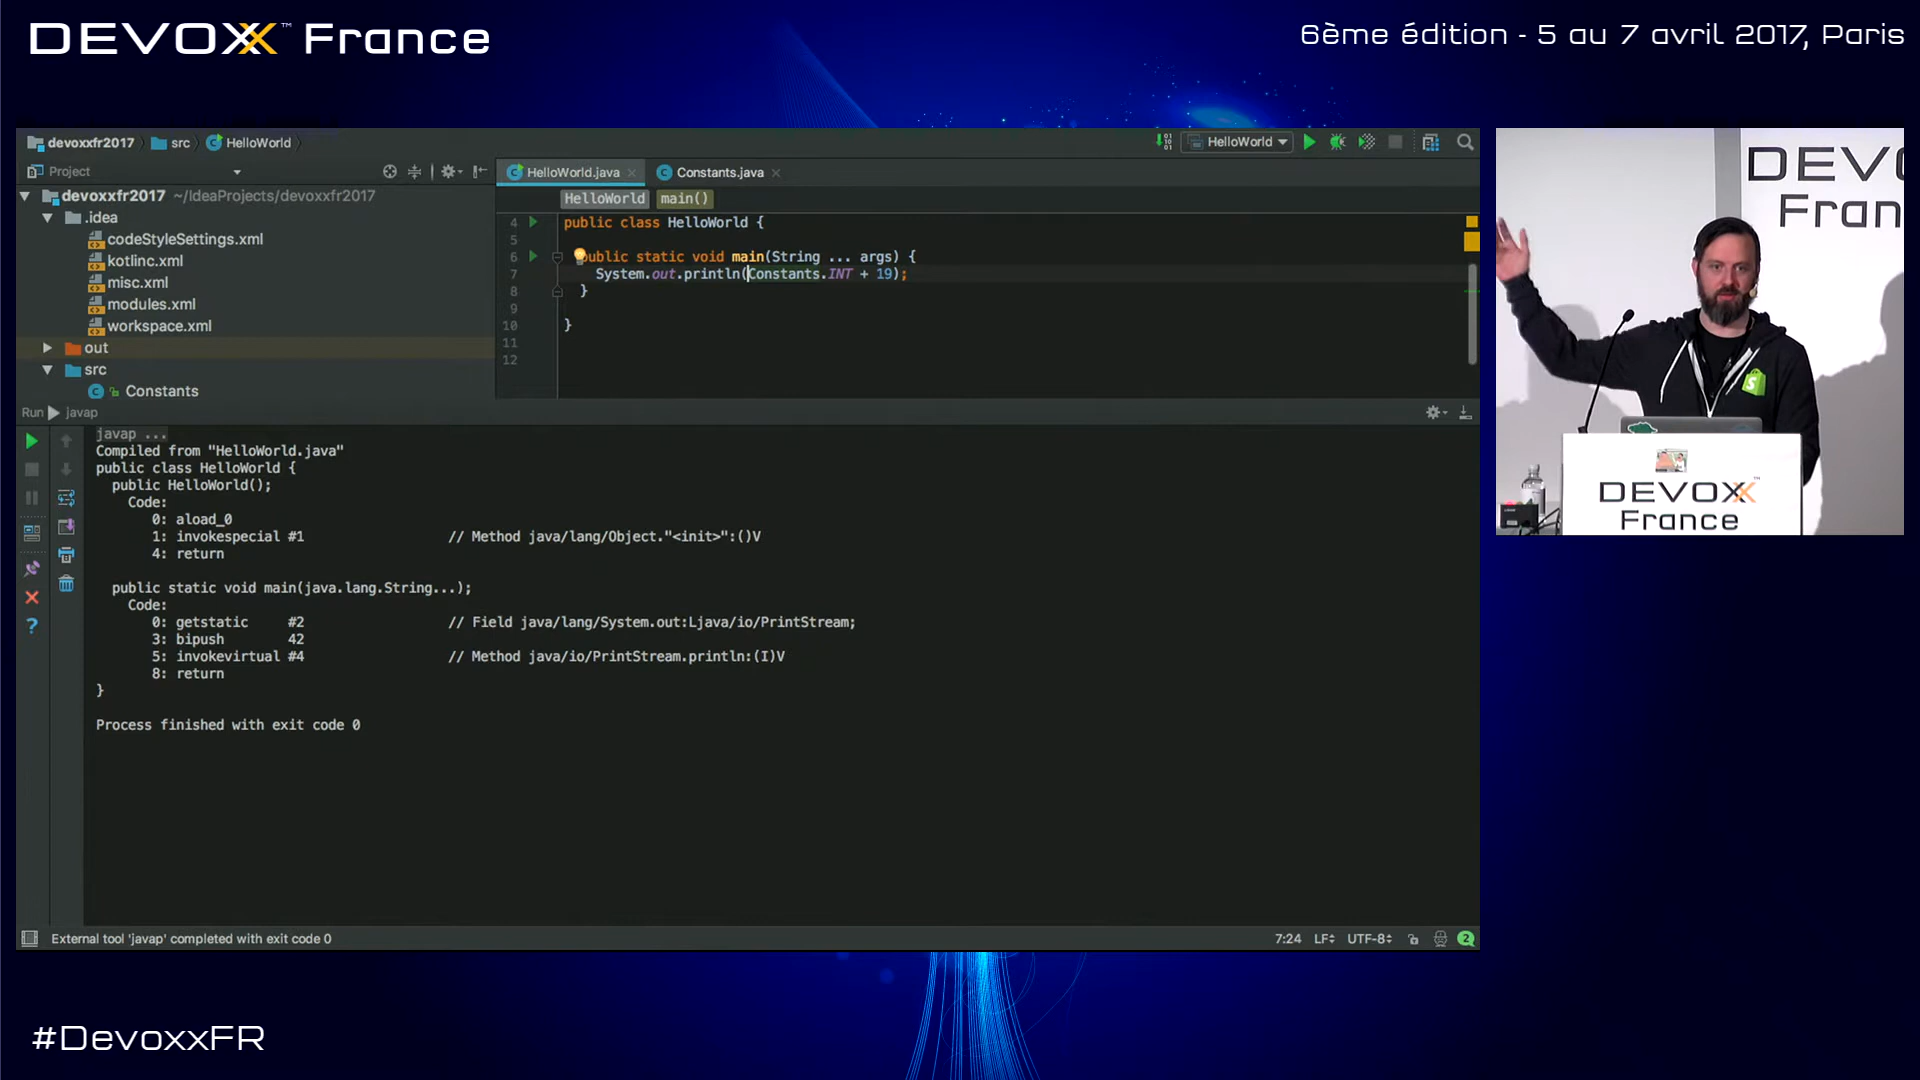 DEVOXX™ France
6ème édition - 5 au 7 avril 2017, Paris
devoxxfr2017 src HelloWorld
HelloWorld
Project
HelloWorld.java Constants.java
devoxxfr2017 ~/IdeaProjects/devoxxfr2017
.idea
codeStyleSettings.xml
kotlinc.xml
misc.xml
modules.xml
workspace.xml
out
src
Constants
HelloWorld main()
4 public class HelloWorld {
5
6 public static void main(String ... args) {
7 System.out.println(Constants.INT + 19);
8 }
9
10 }
11
12
Run javap
javap ...
Compiled from "HelloWorld.java"
public class HelloWorld {
public HelloWorld();
Code:
0: aload_0
1: invokespecial #1 // Method java/lang/Object."<init>":()V
4: return
public static void main(java.lang.String...);
Code:
0: getstatic #2 // Field java/lang/System.out:Ljava/io/PrintStream;
3: bipush 42
5: invokevirtual #4 // Method java/io/PrintStream.println:(I)V
8: return
}
Process finished with exit code 0
External tool 'javap' completed with exit code 0
7:24 LF UTF-8 2
DEVO
Fran
DEVOXX™
France
#DevoxxFR